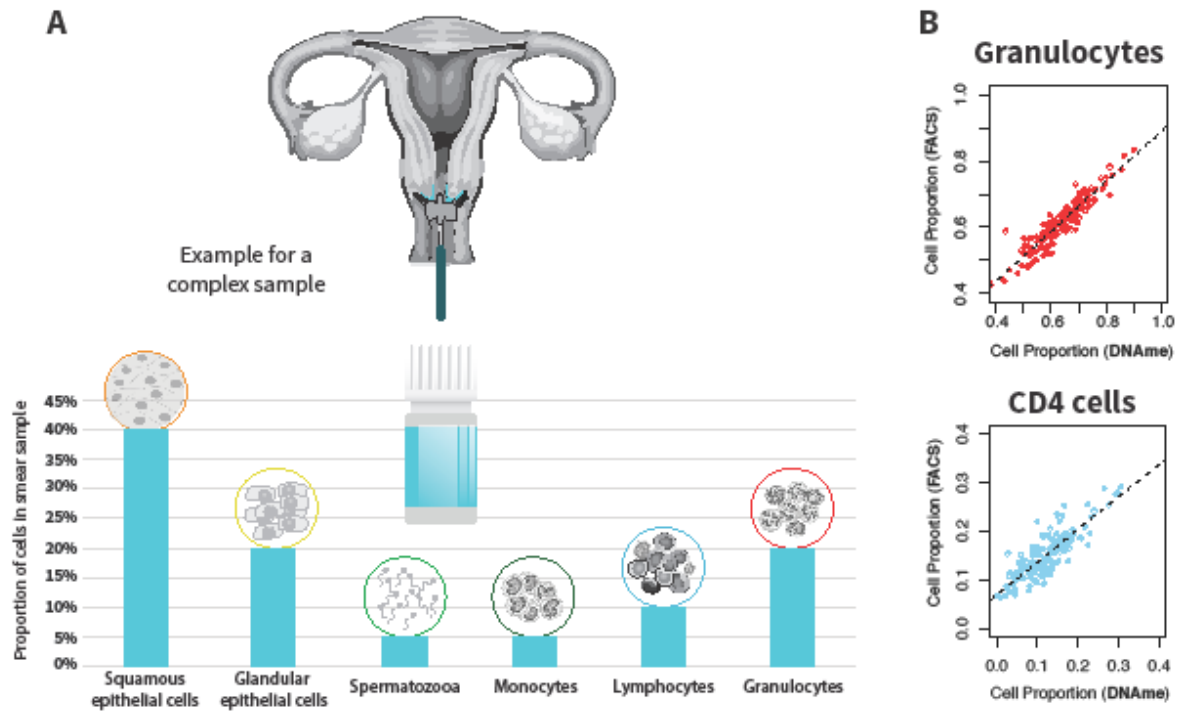 A
Example for a
complex sample
Proportion of cells in smear sample
45%
40%
35%
30%
25%
20%
15%
10%
5%
0%
Squamous
epithelial cells
Glandular
epithelial cells
Spermatozooa
Monocytes
Lymphocytes
Granulocytes
B
Granulocytes
Cell Proportion (FACS)
1.0
0.8
0.6
0.4
0.4 0.6 0.8 1.0
Cell Proportion (DNAme)
CD4 cells
Cell Proportion (FACS)
0.4
0.3
0.2
0.1
0.0
0.0 0.1 0.2 0.3 0.4
Cell Proportion (DNAme)